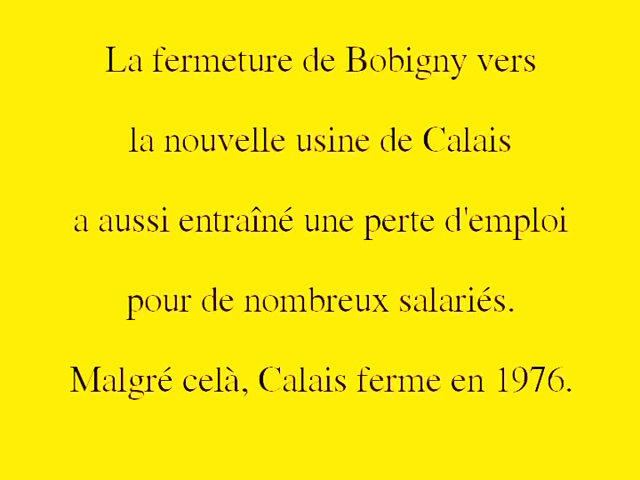 La fermeture de Bobigny vers
la nouvelle usine de Calais
a aussi entraîné une perte d'emploi
pour de nombreux salariés.
Malgré celà, Calais ferme en 1976.